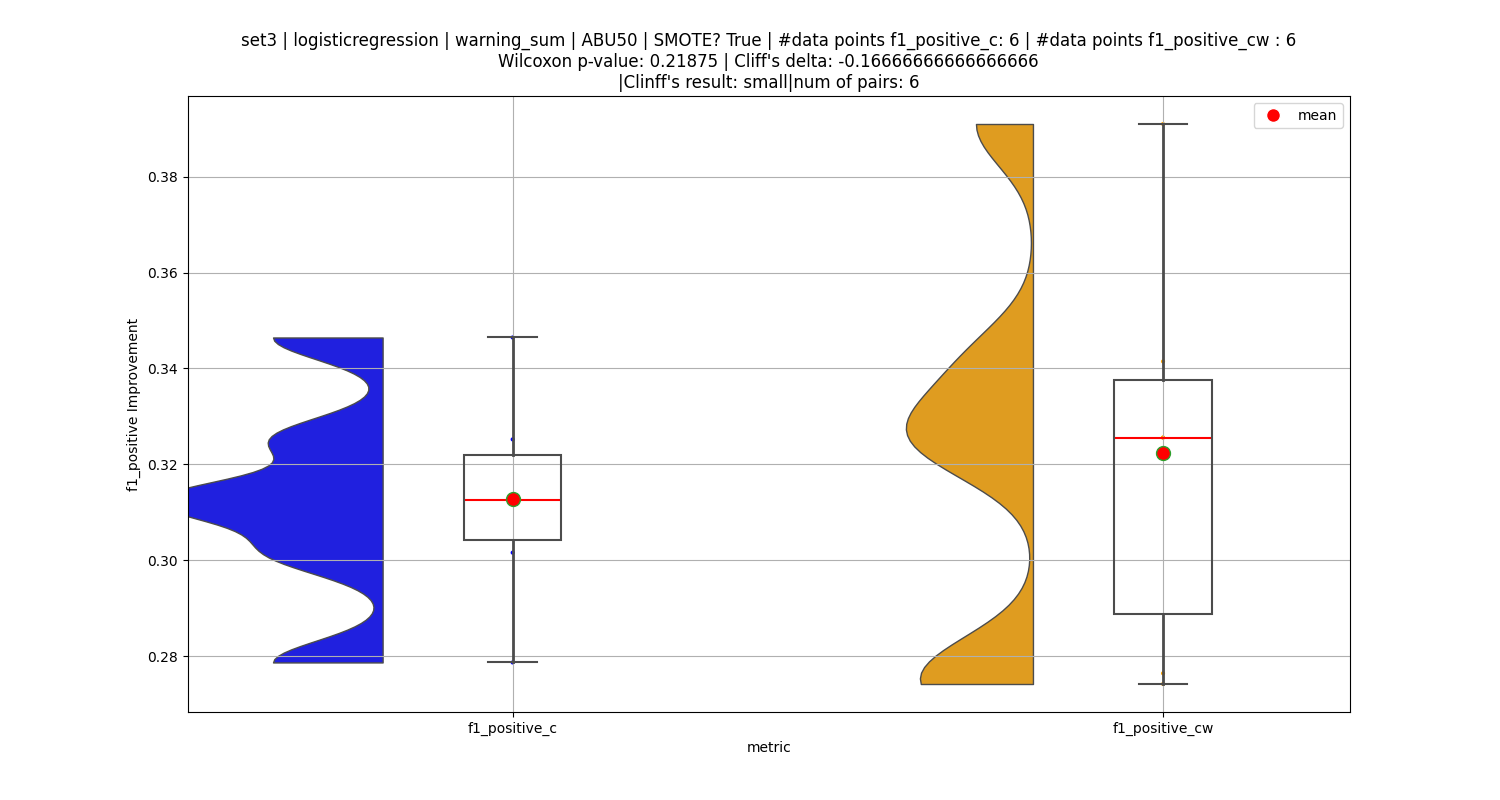 set3 | logisticregression | warning_sum | ABU50 | SMOTE? True | #data points f1_positive_c: 6 | #data points f1_positive_cw : 6
Wilcoxon p-value: 0.21875 | Cliff's delta: -0.16666666666666666
|Clinff's result: small|num of pairs: 6
mean
0.38
0.36
0.34
0.32
0.30
0.28
f1_positive Improvement
f1_positive_c
f1_positive_cw
metric